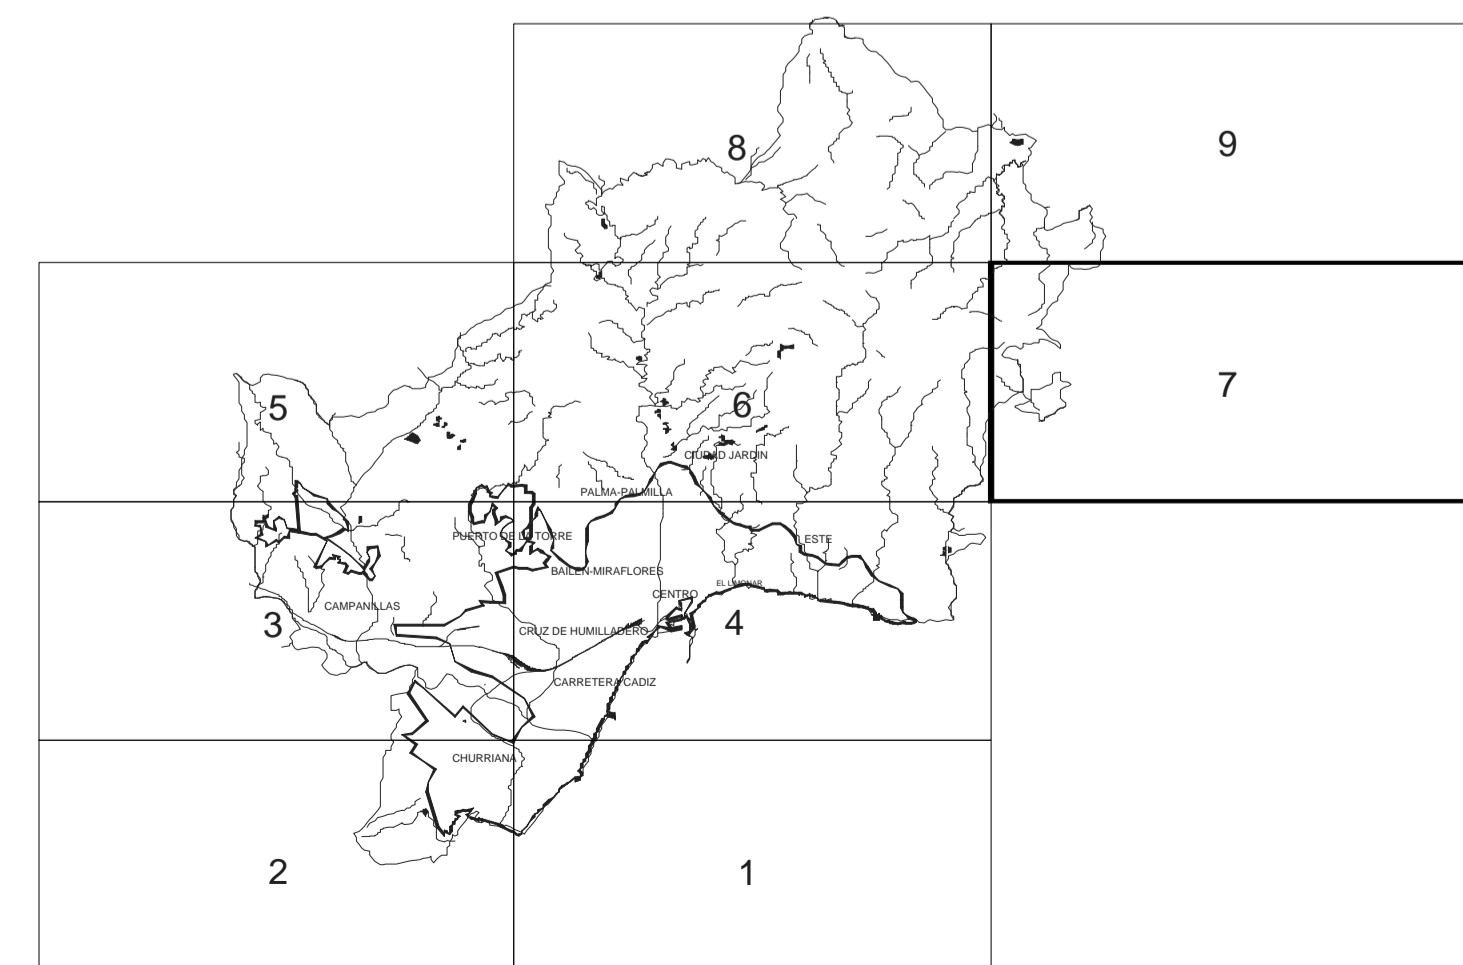 8
9
5
6
7
CIUDAD JARDIN
PALMA-PALMILLA
PUERTO DE LA TORRE
ESTE
BAILEN-MIRAFLORES
EL LIMONAR
CENTRO
CAMPANILLAS
3
CRUZ DE HUMILLADERO
4
CARRETERA CADIZ
CHURRIANA
2
1